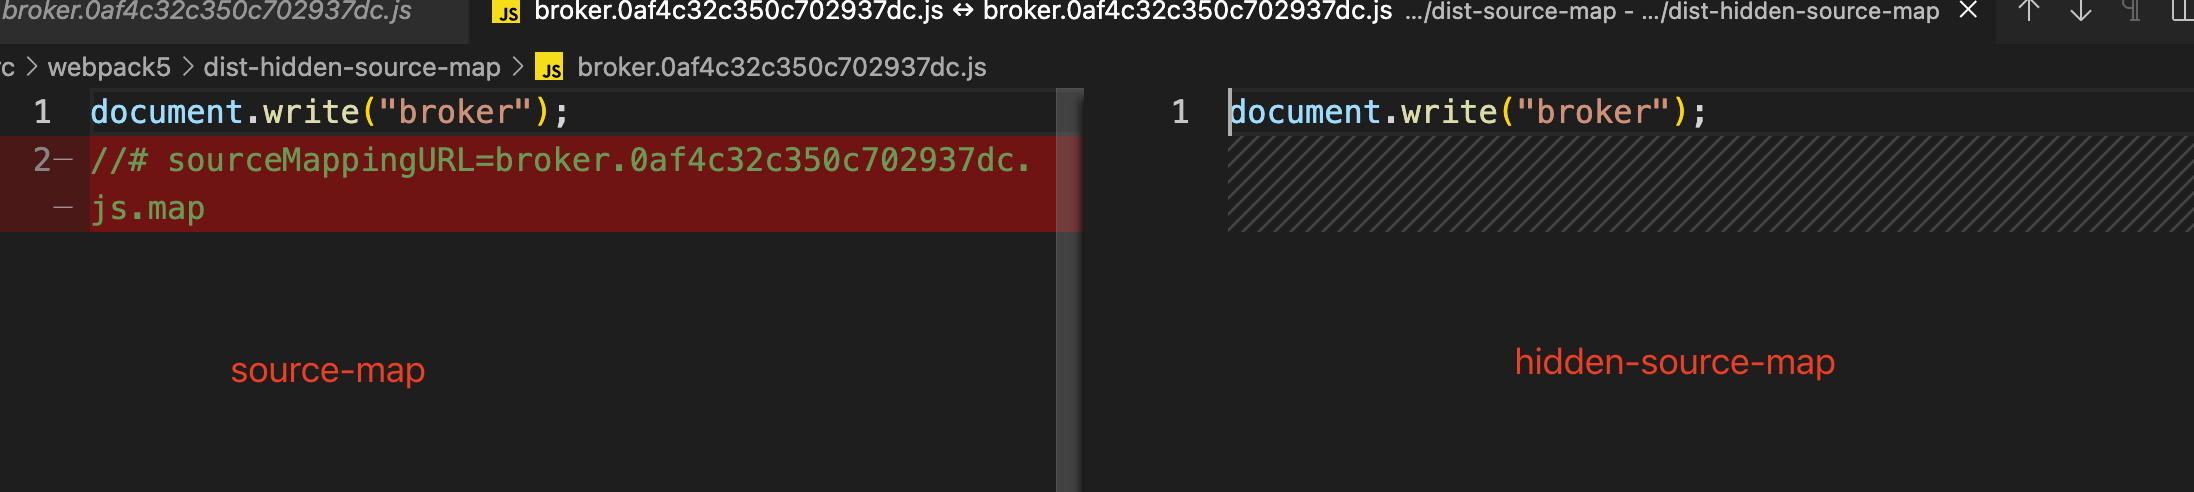 broker.0af4c32c350c702937dc.js
JS broker.0af4c32c350c702937dc.js ↔ broker.0af4c32c350c702937dc.js .../dist-source-map - .../dist-hidden-source-map
rc > webpack5 > dist-hidden-source-map > JS broker.0af4c32c350c702937dc.js
1 document.write("broker");
2— //# sourceMappingURL=broker.0af4c32c350c702937dc.
— js.map
1 document.write("broker");
source-map
hidden-source-map